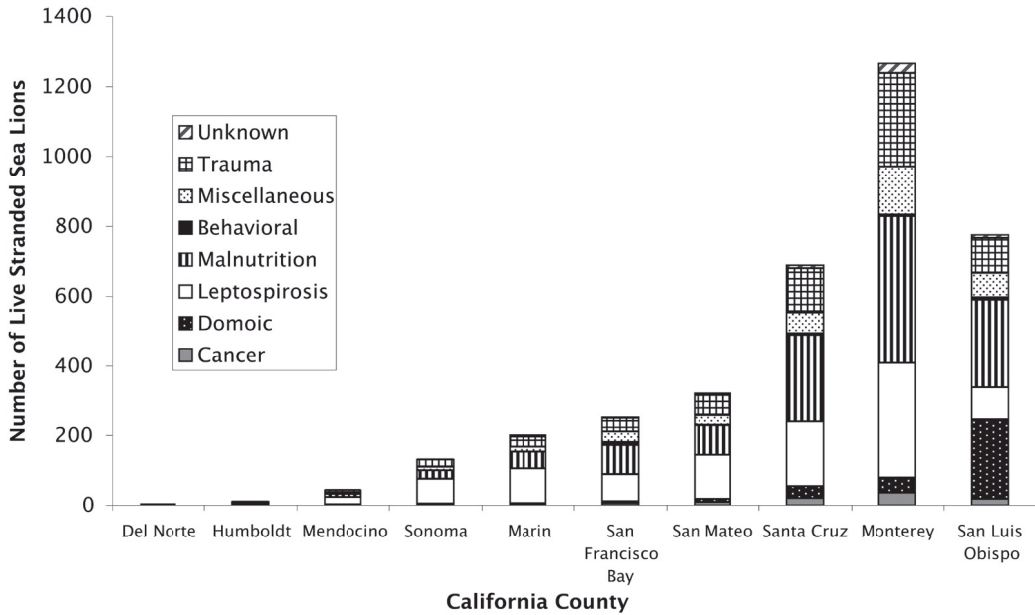 Number of Live Stranded Sea Lions
1400
1200
1000
800
600
400
200
0
Unknown
Trauma
Miscellaneous
Behavioral
Malnutrition
Leptospirosis
Domoic
Cancer
Del Norte
Humboldt
Mendocino
Sonoma
Marin
San
Francisco
Bay
San Mateo
Santa Cruz
Monterey
San Luis
Obispo
California County